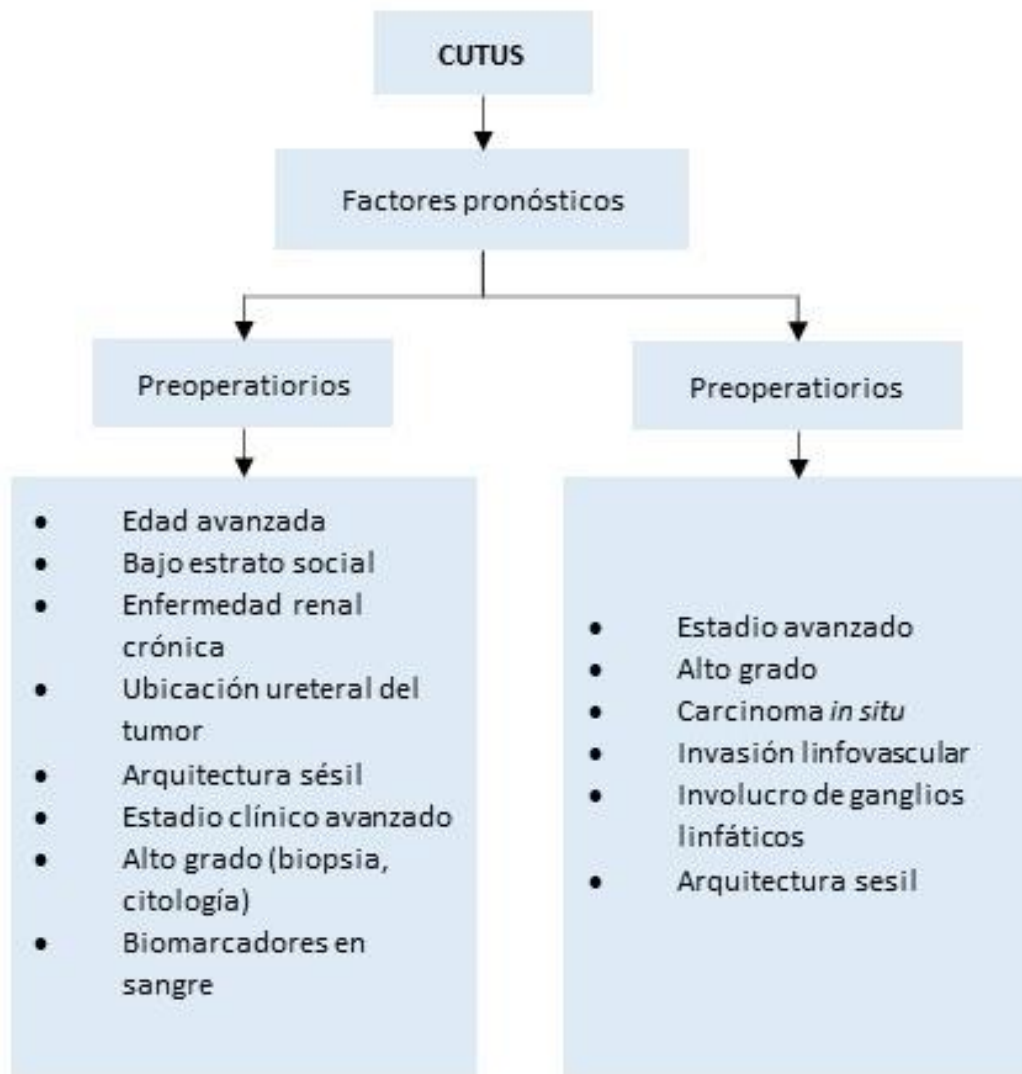 CUTUS
Factores pronósticos
Preoperatiorios
Preoperatiorios
• Edad avanzada
• Bajo estrato social
• Enfermedad renal
crónica
• Ubicación ureteral del
tumor
• Arquitectura sésil
• Estadio clínico avanzado
• Alto grado (biopsia,
citología)
• Biomarcadores en
sangre
• Estadio avanzado
• Alto grado
• Carcinoma in situ
• Invasión linfovascular
• Involucro de ganglios
linfáticos
• Arquitectura sesil